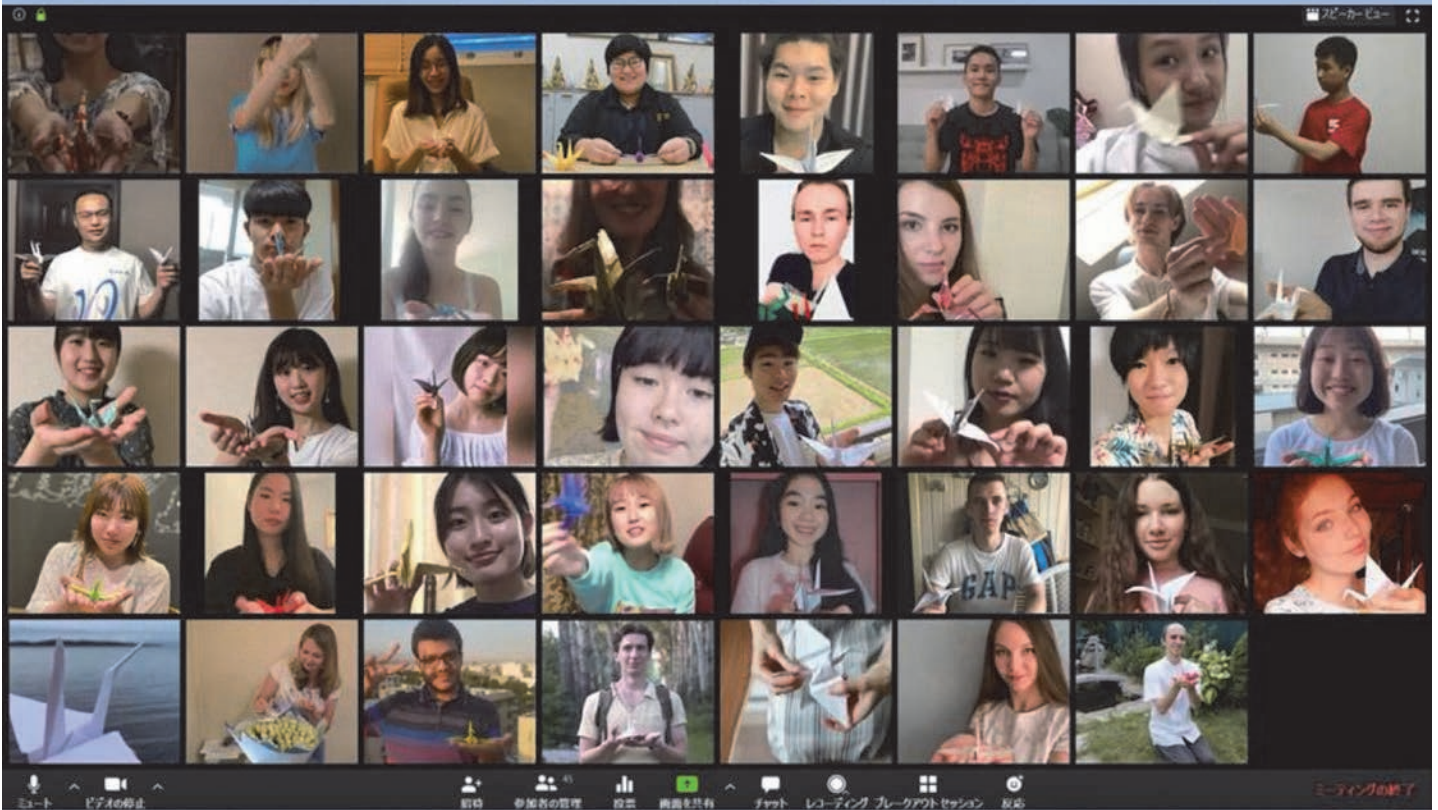 スピーカービュー
GAP
ミュート
ビデオの停止
招待
参加者の管理
45
投票
画面を共有
チャット
レコーディング
ブレークアウト セッション
反応
ミーティングの終了